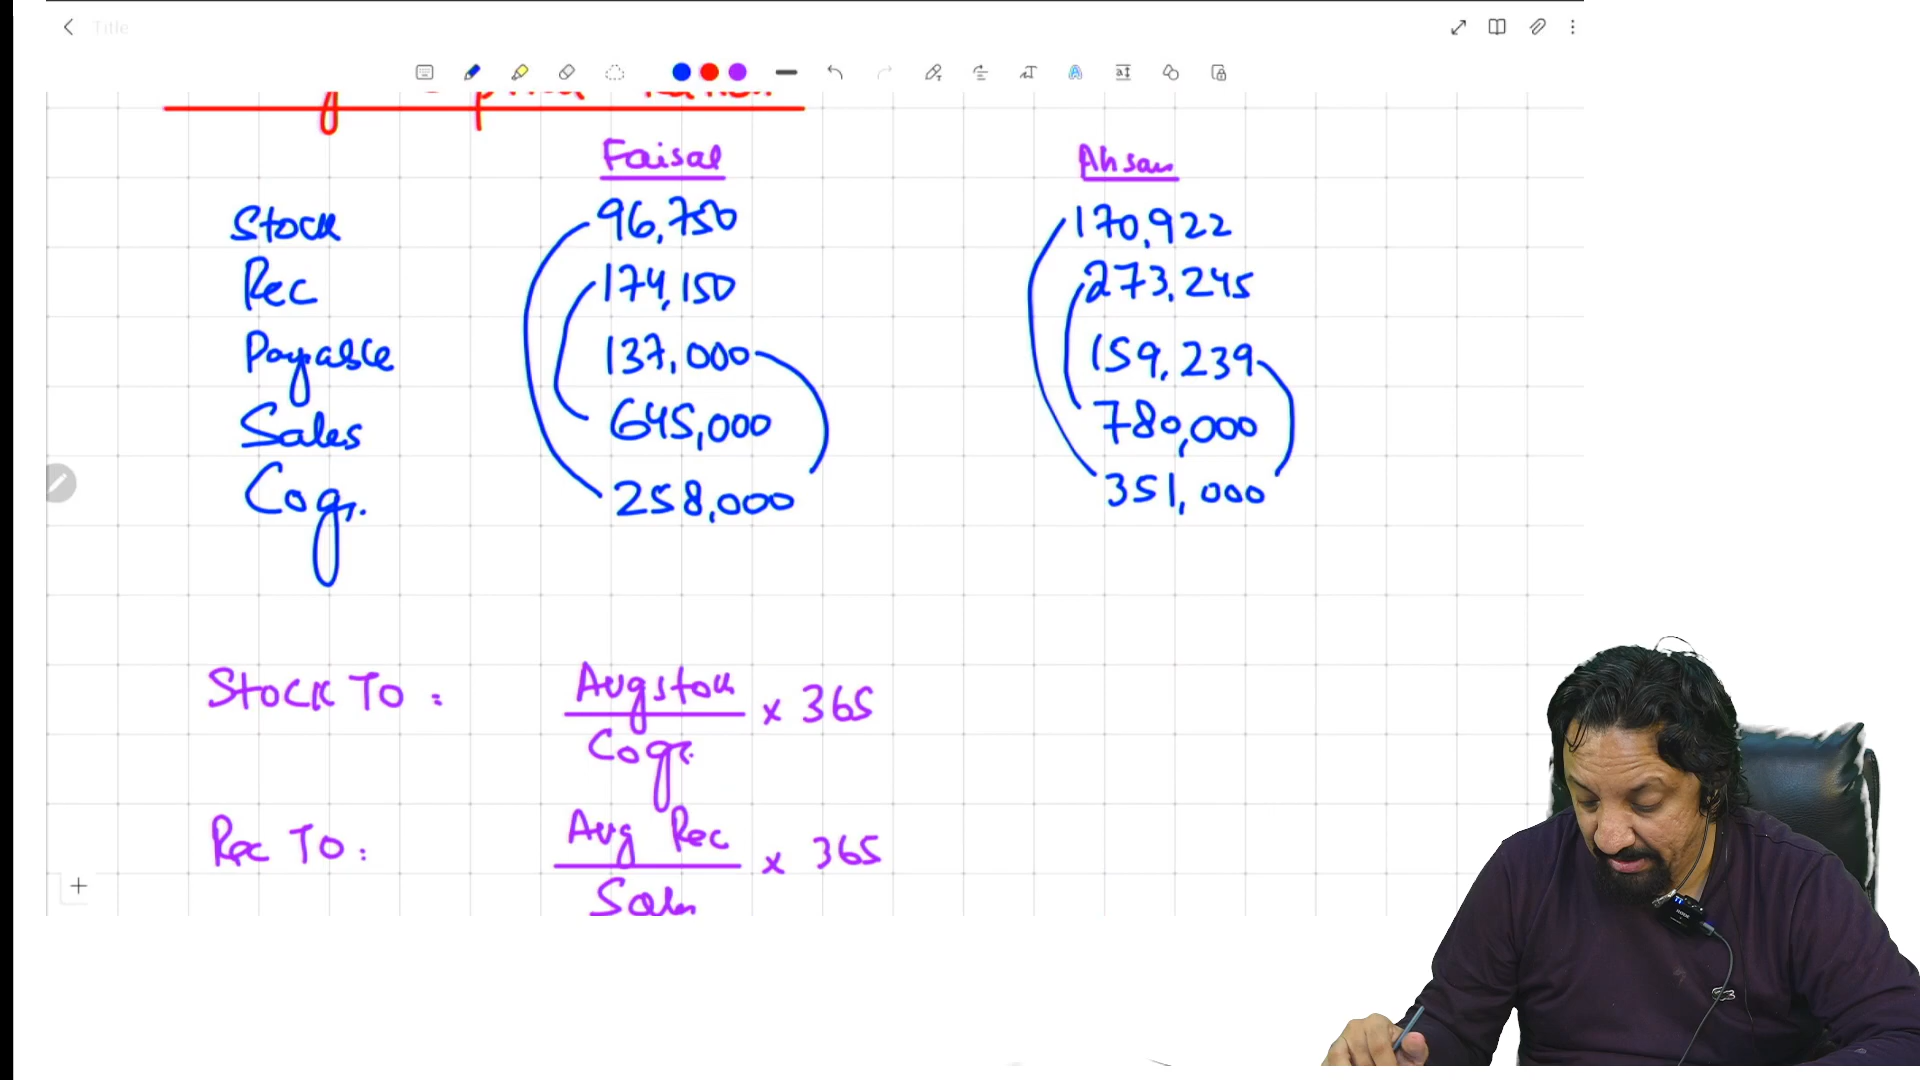 Title
Faisal Ahsan
Stock 96,750 170,922
Rec 174,150 273,245
Payable 137,000 159,239
Sales 645,000 780,000
Cogs. 258,000 351,000
Stock TO : Avg stock / Cogs. x 365
Rec TO : Avg Rec / Sales x 365